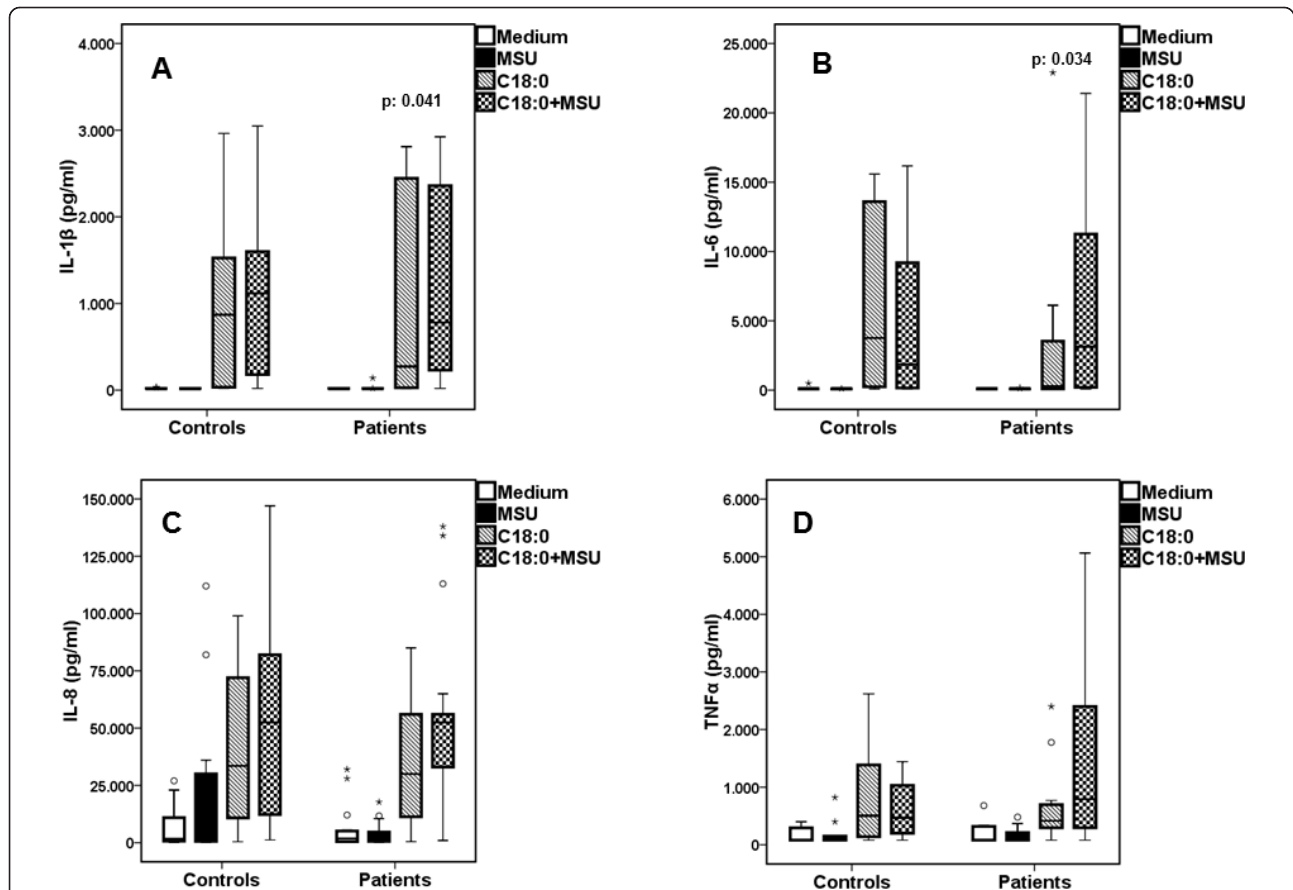 A
p: 0.041
IL-1β (pg/ml)
4.000
3.000
2.000
1.000
0
Controls Patients
Medium
MSU
C18:0
C18:0+MSU
B
p: 0.034
IL-6 (pg/ml)
25.000
20.000
15.000
10.000
5.000
0
Controls Patients
Medium
MSU
C18:0
C18:0+MSU
C
IL-8 (pg/ml)
150.000
125.000
100.000
75.000
50.000
25.000
0
Controls Patients
Medium
MSU
C18:0
C18:0+MSU
D
TNFα (pg/ml)
6.000
5.000
4.000
3.000
2.000
1.000
0
Controls Patients
Medium
MSU
C18:0
C18:0+MSU